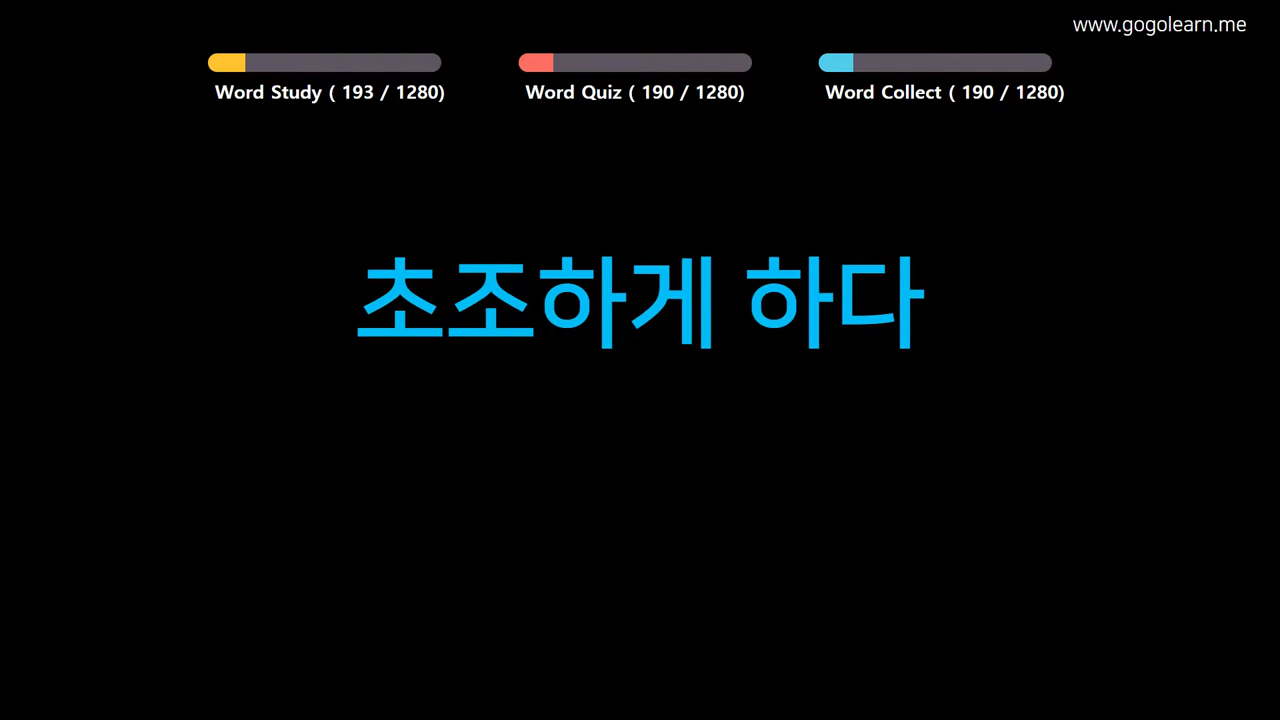 www.gogolearn.me
Word Study ( 193 / 1280)
Word Quiz ( 190 / 1280)
Word Collect ( 190 / 1280)
초조하게 하다